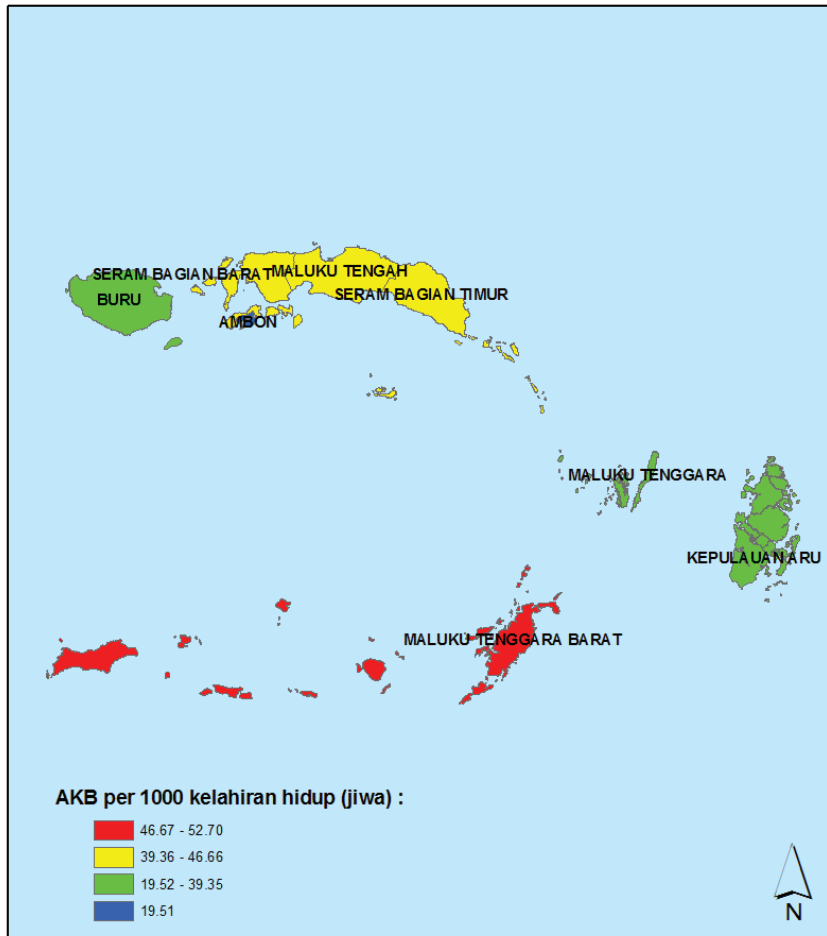 SERAM BAGIAN BARAT
MALUKU TENGAH
BURU
SERAM BAGIAN TIMUR
AMBON
MALUKU TENGGARA
KEPULAUAN ARU
MALUKU TENGGARA BARAT
AKB per 1000 kelahiran hidup (jiwa) :
46.67 - 52.70
39.36 - 46.66
19.52 - 39.35
19.51
N